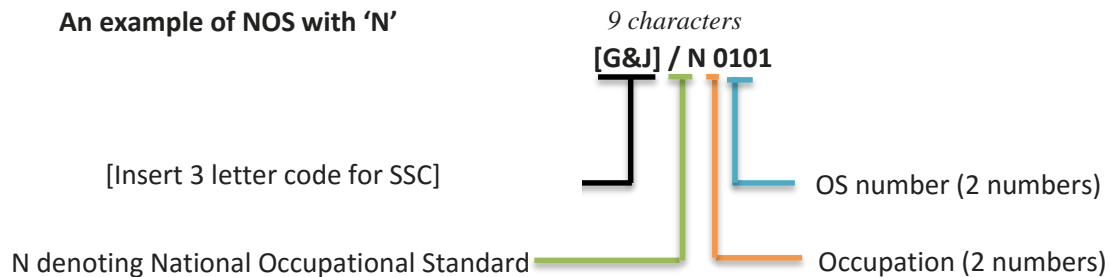 An example of NOS with ‘N’
9 characters
[G&J] / N 0101
[Insert 3 letter code for SSC]
OS number (2 numbers)
N denoting National Occupational Standard
Occupation (2 numbers)